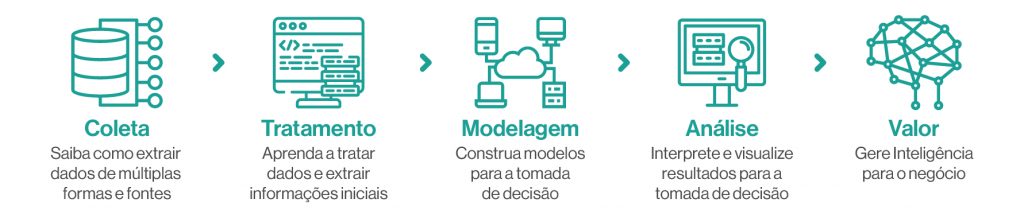 Coleta
Saiba como extrair
dados de múltiplas
formas e fontes
Tratamento
Aprenda a tratar
dados e extrair
informações iniciais
Modelagem
Construa modelos
para a tomada
de decisão
Análise
Interprete e visualize
resultados para a
tomada de decisão
Valor
Gere Inteligência
para o negócio